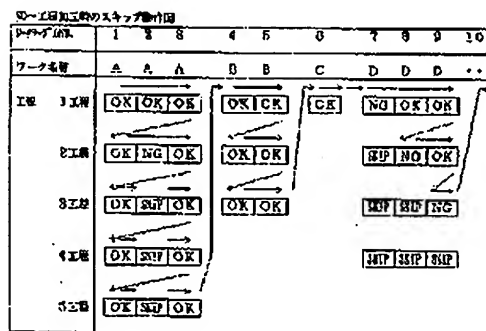 工程加工時のスキップ動作図
1 2 3 4 5 6 7 8 9 10
ワーク名称 A A A B B C D D D ・・
工程 1工程 OK OK OK OK OK OK NG OK OK
2工程 OK NG OK OK OK SKIP NG OK
3工程 OK SKIP OK OK OK SKIP SKIP NG
4工程 OK SKIP OK SKIP SKIP SKIP
5工程 OK SKIP OK